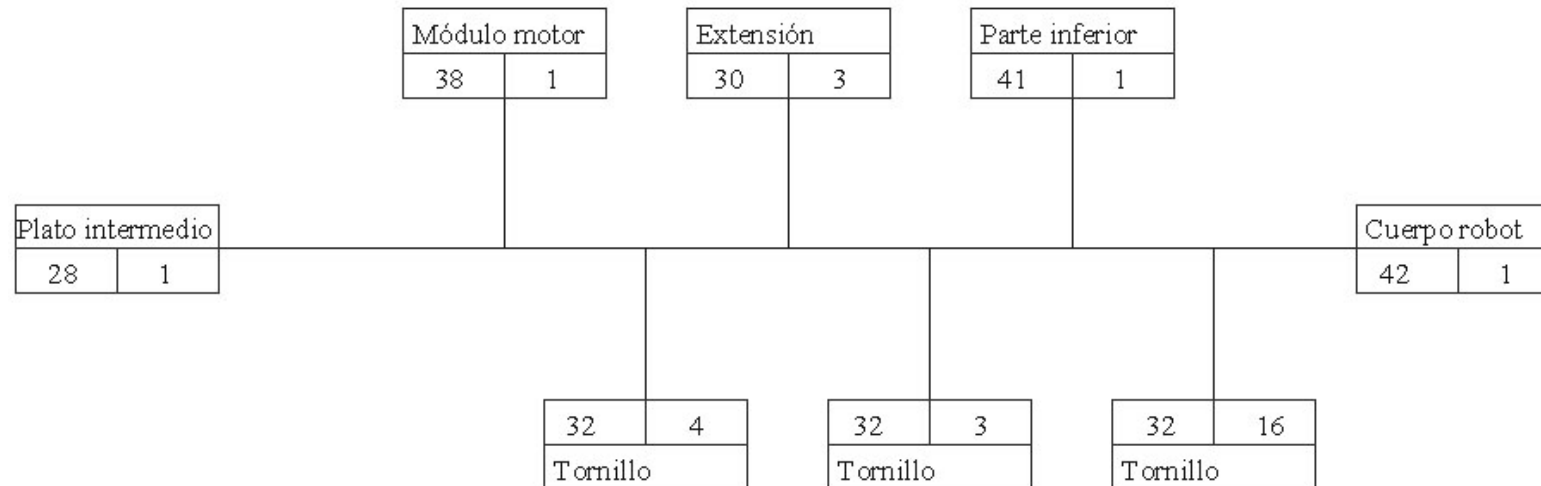 Módulo motor
38 1
Extensión
30 3
Parte inferior
41 1
Plato intermedio
28 1
Cuerpo robot
42 1
32 4
Tornillo
32 3
Tornillo
32 16
Tornillo